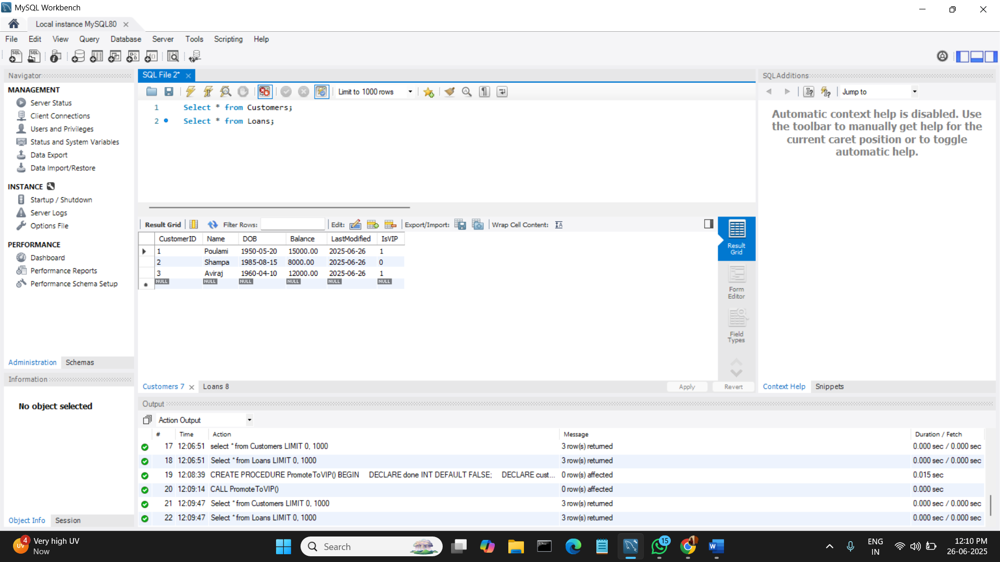 MySQL Workbench
Local instance MySQL80
File Edit View Query Database Server Tools Scripting Help
Navigator
MANAGEMENT
Server Status
Client Connections
Users and Privileges
Status and System Variables
Data Export
Data Import/Restore
INSTANCE
Startup / Shutdown
Server Logs
Options File
PERFORMANCE
Dashboard
Performance Reports
Performance Schema Setup
Administration Schemas
Information
No object selected
Object Info Session
SQL File 2*
Limit to 1000 rows
1 Select * from Customers;
2 Select * from Loans;
Result Grid Filter Rows: Edit: Export/Import: Wrap Cell Content:
CustomerID Name DOB Balance LastModified IsVIP
1 Poulami 1950-05-20 15000.00 2025-06-26 1
2 Shampa 1985-08-15 8000.00 2025-06-26 0
3 Aviraj 1960-04-10 12000.00 2025-06-26 1
NULL NULL NULL NULL NULL NULL
Result
Grid
Form
Editor
Field
Types
Customers 7 Loans 8
Apply Revert
SQLAdditions
Jump to
Automatic context help is disabled. Use
the toolbar to manually get help for the
current caret position or to toggle
automatic help.
Context Help Snippets
Output
Action Output
# Time Action Message Duration / Fetch
17 12:06:51 select * from Customers LIMIT 0, 1000 3 row(s) returned 0.000 sec / 0.000 sec
18 12:06:51 Select * from Loans LIMIT 0, 1000 3 row(s) returned 0.000 sec / 0.000 sec
19 12:08:39 CREATE PROCEDURE PromoteToVIP() BEGIN DECLARE done INT DEFAULT FALSE; DECLARE cust... 0 row(s) affected 0.015 sec
20 12:09:14 CALL PromoteToVIP() 0 row(s) affected 0.000 sec
21 12:09:47 Select * from Customers LIMIT 0, 1000 3 row(s) returned 0.000 sec / 0.000 sec
22 12:09:47 Select * from Loans LIMIT 0, 1000 3 row(s) returned 0.000 sec / 0.000 sec
UV 4 Very high UV
Now
Search
15
ENG
IN
12:10 PM
26-06-2025